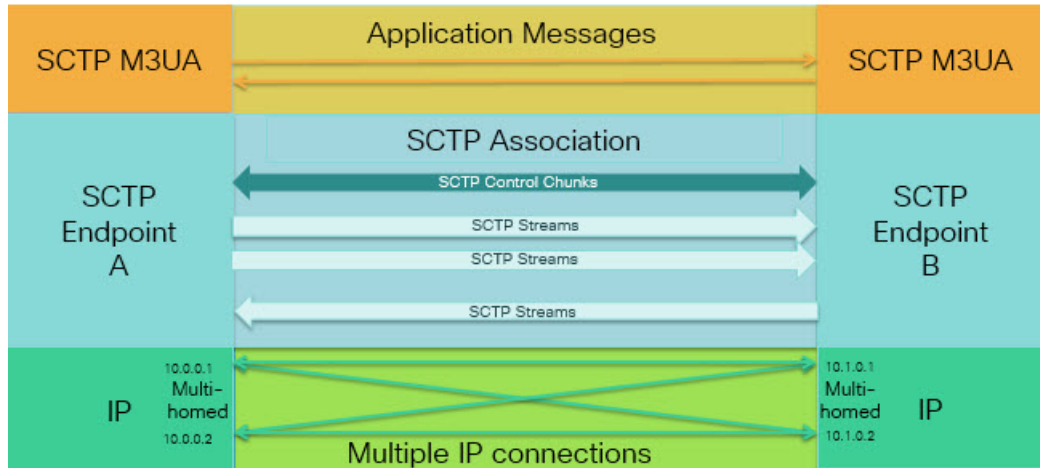 Application Messages
SCTP M3UA
SCTP M3UA
SCTP Association
SCTP Control Chunks
SCTP
Endpoint
A
SCTP Streams
SCTP Streams
SCTP Streams
SCTP
Endpoint
B
10.0.0.1
Multi-
homed
IP
10.0.0.2
10.1.0.1
Multi-
homed
IP
10.1.0.2
Multiple IP connections